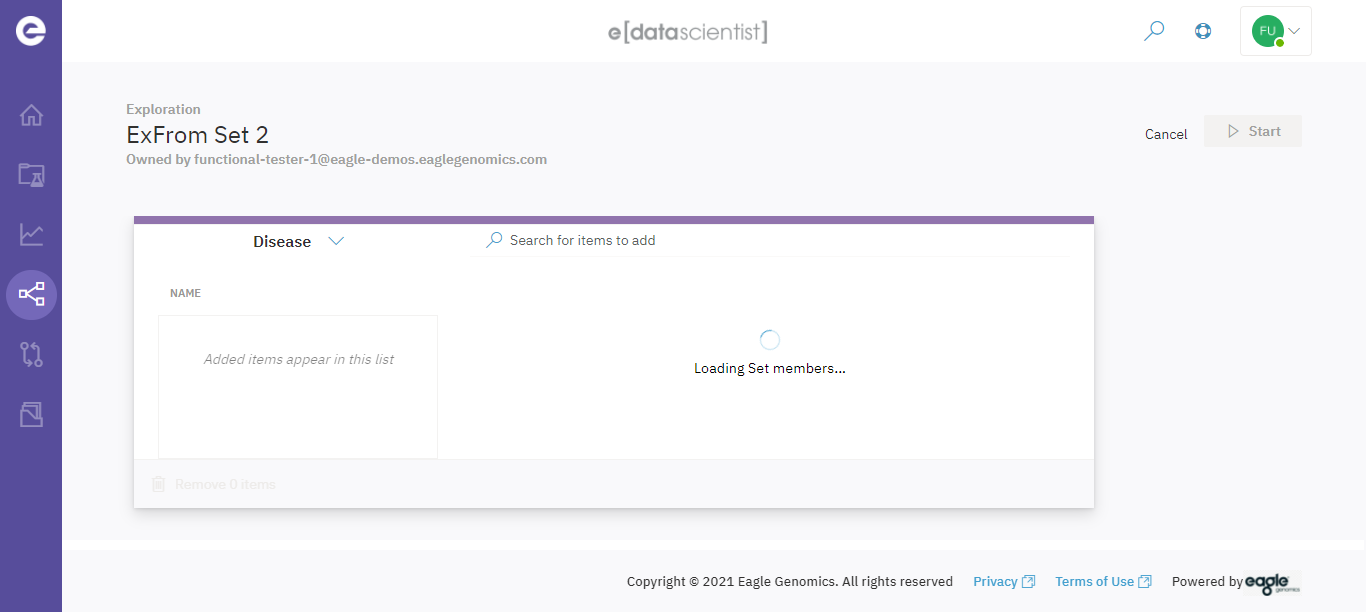 e
e[datascientist]
FU
Exploration
ExFrom Set 2
Owned by functional-tester-1@eagle-demos.eaglegenomics.com
Cancel
Start
Disease
Search for items to add
NAME
Added items appear in this list
Loading Set members...
Remove 0 items
Copyright © 2021 Eagle Genomics. All rights reserved Privacy Terms of Use Powered by eagle genomics